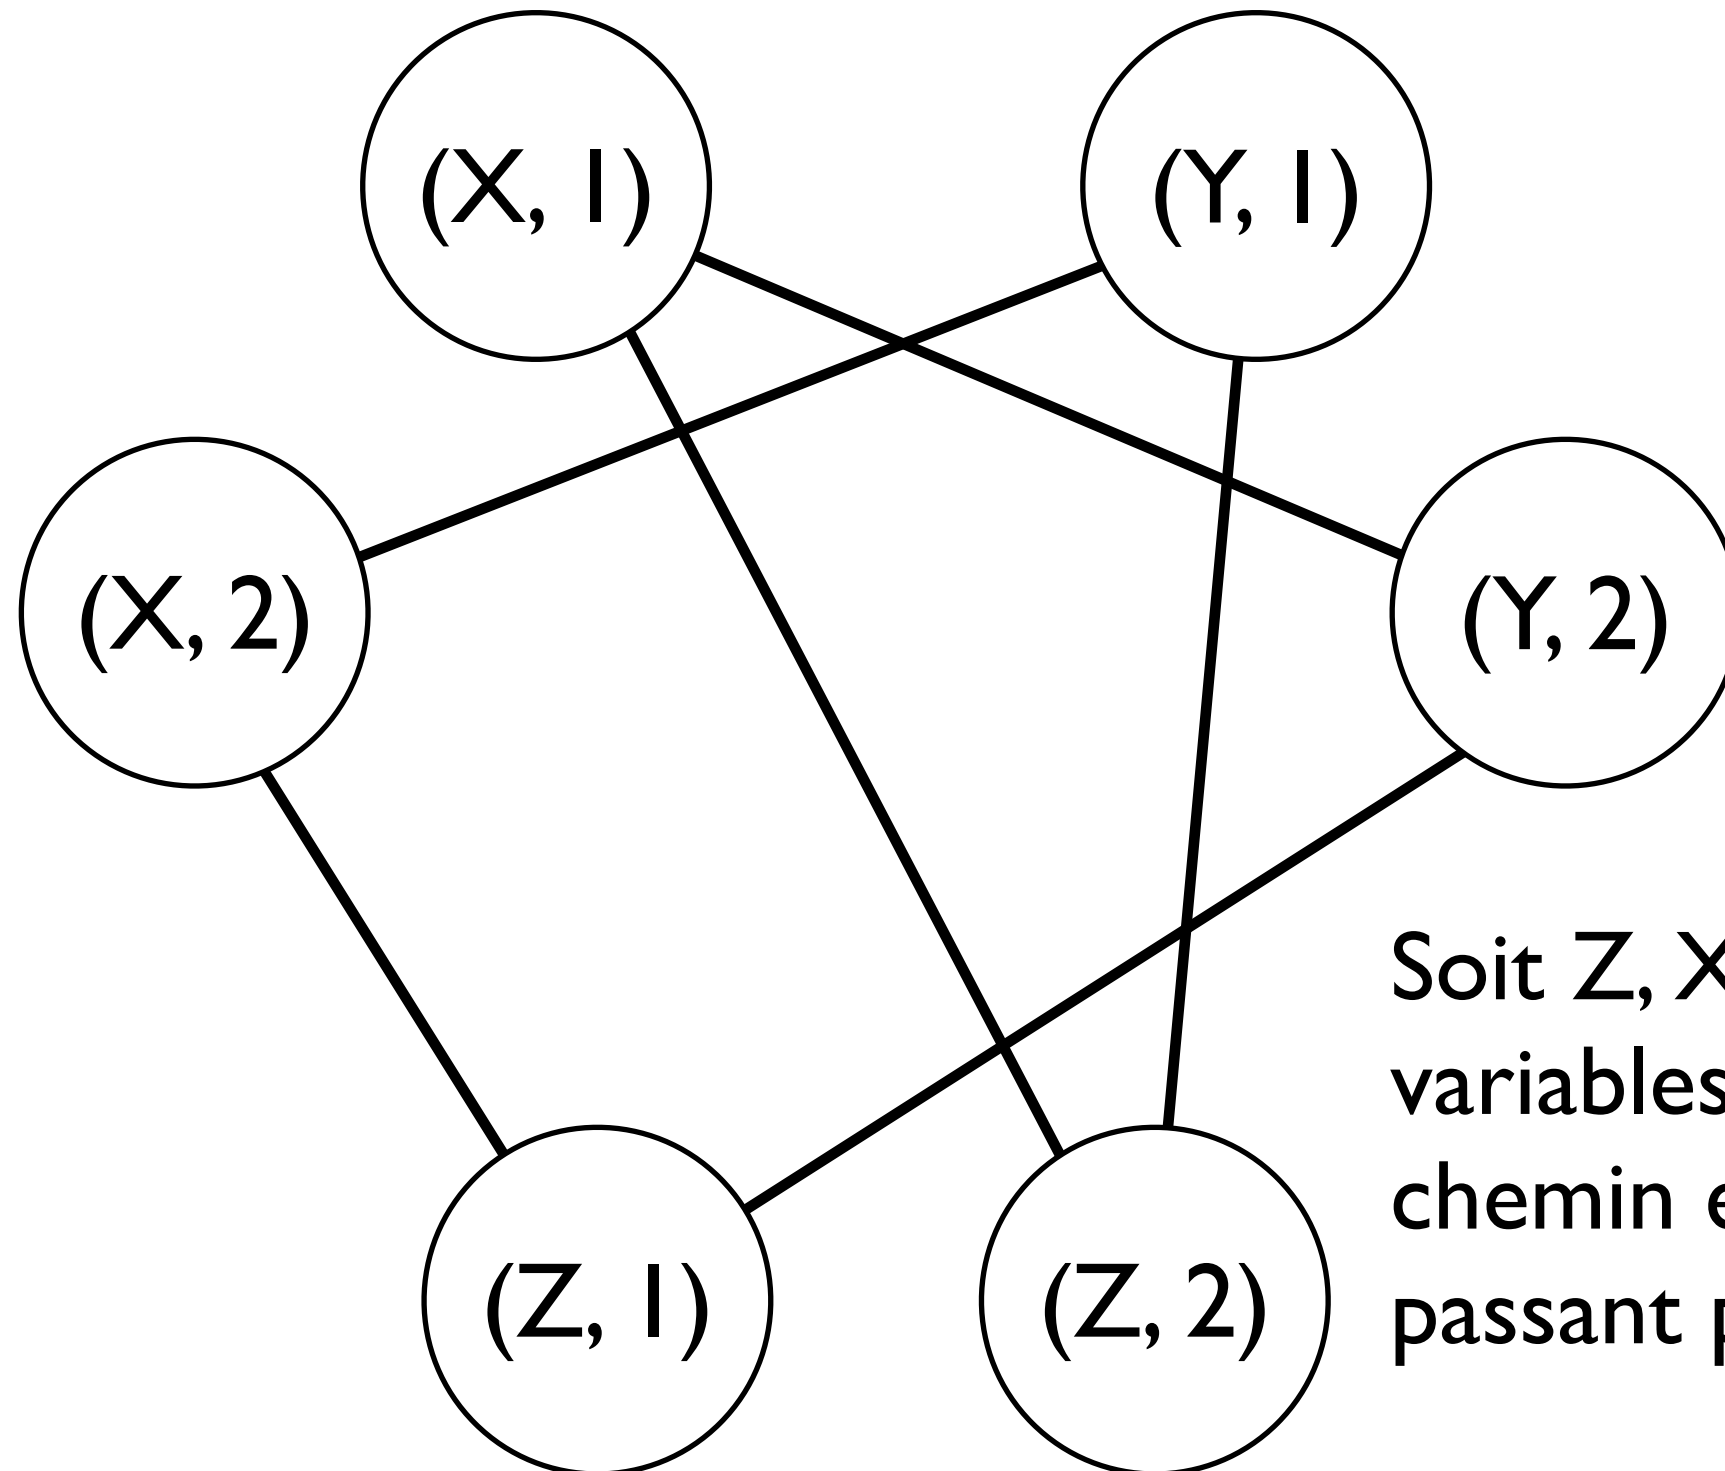 (X, 1)
(Y, 1)
(X, 2)
(Y, 2)
(Z, 1)
(Z, 2)
Soit Z, X
variables
chemin
passant